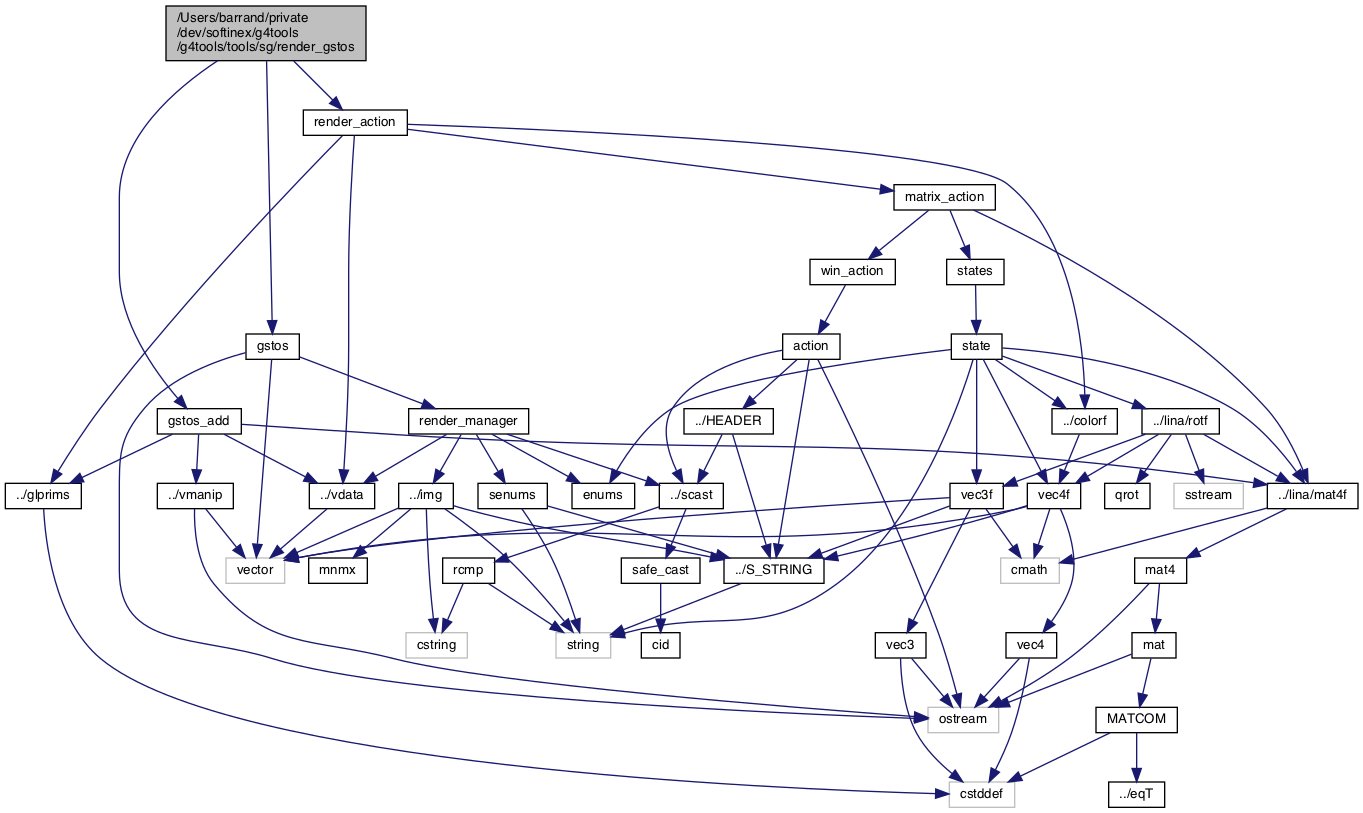 /Users/barrand/private
/dev/softinex/g4tools
/g4tools/tools/sg/render_gstos
render_action
matrix_action
win_action
states
gstos
action
state
gstos_add
render_manager
../HEADER
../colorf
../lina/rotf
../glprims
../vmanip
../vdata
../img
senums
enums
../scast
vec3f
vec4f
qrot
sstream
../lina/mat4f
vector
mnmx
rcmp
safe_cast
../S_STRING
cmath
mat4
cstring
string
cid
vec3
vec4
mat
ostream
MATCOM
cstddef
../eqT